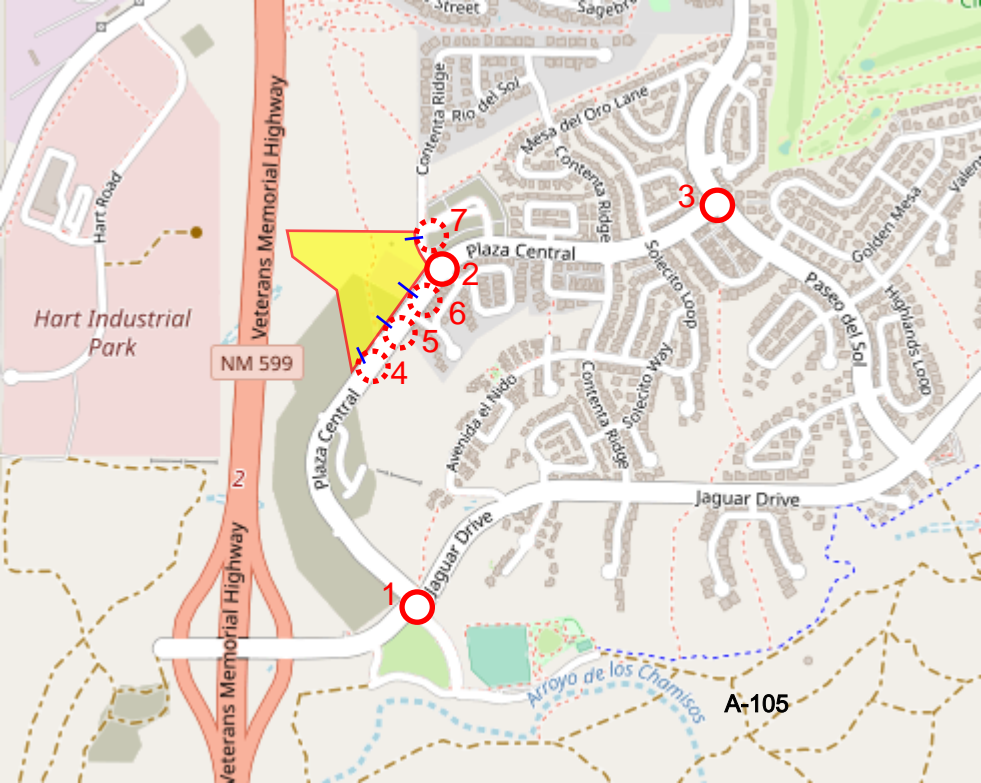 Street
Sagebr
Contenta Ridge
Rio del Sol
Mesa del Oro Lane
Contenta Ridge
Veterans Memorial Highway
Hart Road
3
7
Plaza Central
2
Golden Mesa
Valen
Solecito Loop
Paseo del Sol
Highlands Loop
6
5
4
Hart Industrial
Park
NM 599
Plaza Central
Avenida el Nido
Contenta Ridge
Solecito Way
2
Jaguar Drive
Jaguar Drive
1
Veterans Memorial Highway
Arroyo de los Chamisos
A-105